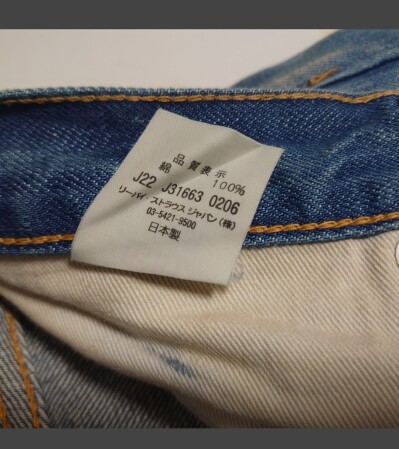 品質表示
綿 100%
J22 J31663 0206
リーバイ ストラウス ジャパン(株)
03-5421-9500
日本製